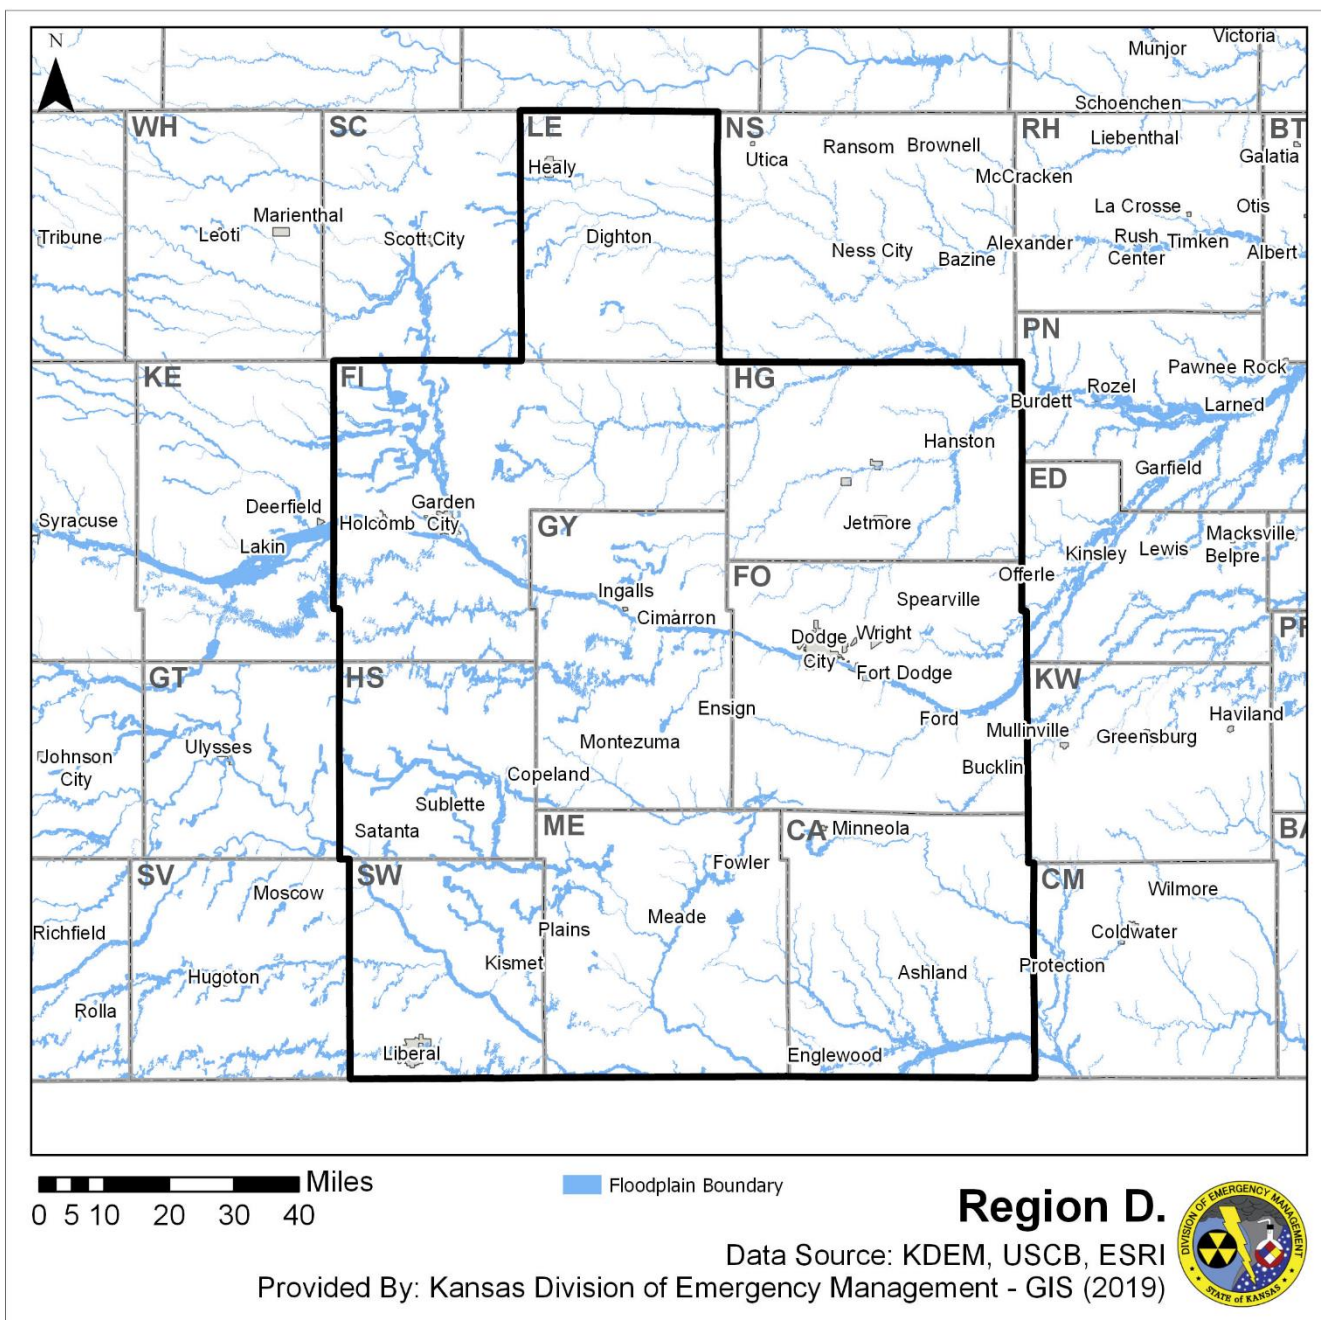 N
Victoria
Munjor
Schoenchen
WH
SC
LE
NS
RH
BT
Healy
Utica
Ransom
Brownell
Liebenthal
Galatia
McCracken
Tribune
Leoti
Marienthal
Scott City
Dighton
Ness City
Bazine
Alexander
La Crosse
Rush
Center
Timken
Otis
Albert
KE
FI
HG
PN
Burdett
Rozel
Pawnee Rock
Larned
Hanston
Garfield
ED
Syracuse
Deerfield
Lakin
Holcomb
Garden
City
GY
Jetmore
Kinsley
Lewis
Macksville
Belpre
Ingalls
Cimarron
FO
Offerle
Spearville
Dodge
City
Wright
Fort Dodge
GT
HS
KW
Ensign
Ford
Mullinville
Greensburg
Haviland
Johnson
City
Ulysses
Montezuma
Copeland
Bucklin
Sublette
Satanta
ME
CA
Minneola
BA
SV
SW
Fowler
CM
Moscow
Wilmore
Richfield
Plains
Meade
Coldwater
Hugoton
Kismet
Ashland
Protection
Rolla
Liberal
Englewood
Miles
0 5 10 20 30 40
Floodplain Boundary
Region D.
Data Source: KDEM, USCB, ESRI
Provided By: Kansas Division of Emergency Management - GIS (2019)
DIVISION OF EMERGENCY MANAGEMENT
STATE of KANSAS